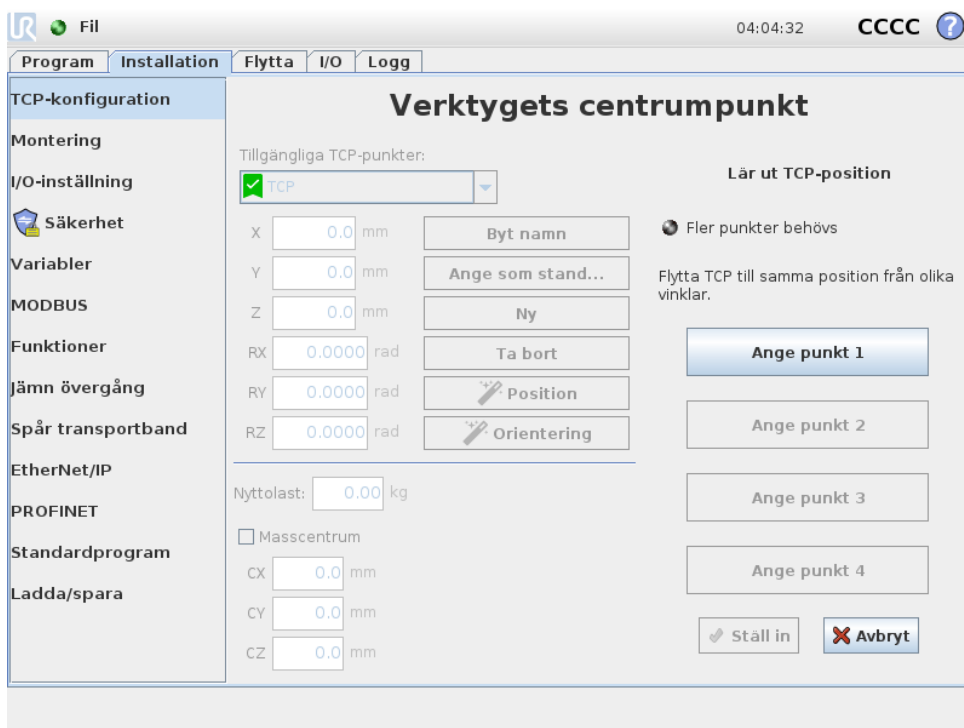 UR Fil 04:04:32 CCCC ?
Program Installation Flytta I/O Logg
TCP-konfiguration
Montering
I/O-inställning
Säkerhet
Variabler
MODBUS
Funktioner
Jämn övergång
Spår transportband
EtherNet/IP
PROFINET
Standardprogram
Ladda/spara
Verktygets centrumpunkt
Tillgängliga TCP-punkter:
TCP
X 0.0 mm Byt namn
Y 0.0 mm Ange som stand...
Z 0.0 mm Ny
RX 0.0000 rad Ta bort
RY 0.0000 rad Position
RZ 0.0000 rad Orientering
Nyttolast: 0.00 kg
Masscentrum
CX 0.0 mm
CY 0.0 mm
CZ 0.0 mm
Lär ut TCP-position
Fler punkter behövs
Flytta TCP till samma position från olika
vinklar.
Ange punkt 1
Ange punkt 2
Ange punkt 3
Ange punkt 4
Ställ in Avbryt